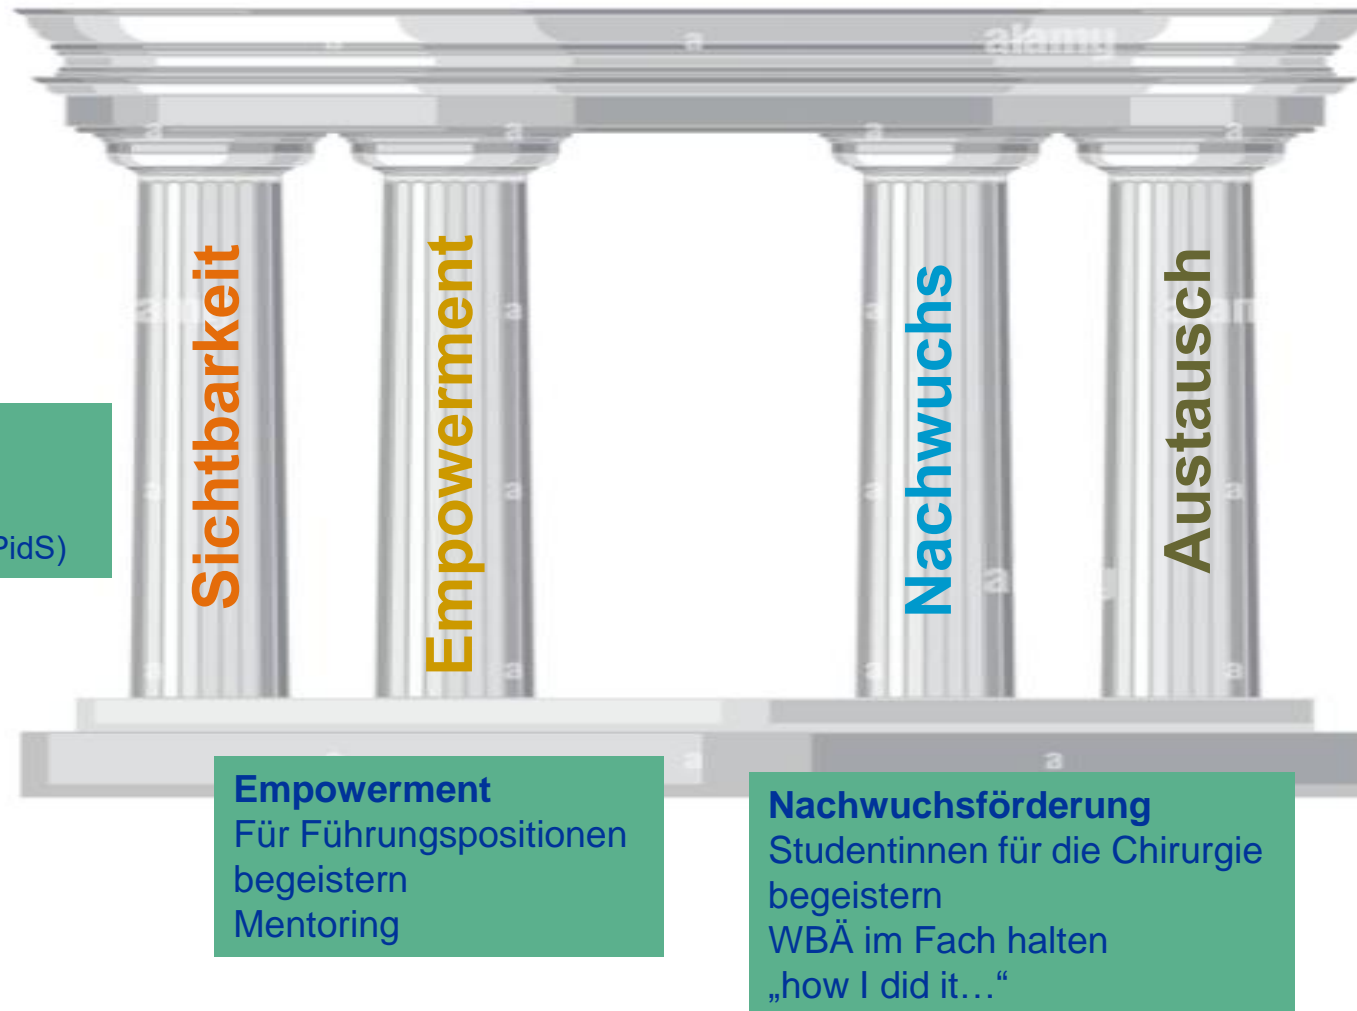 alamy
Sichtbarkeit
Empowerment
Nachwuchs
Austausch
PidS)
Empowerment
Für Führungspositionen
begeistern
Mentoring
Nachwuchsförderung
Studentinnen für die Chirurgie
begeistern
WBÄ im Fach halten
„how I did it…“